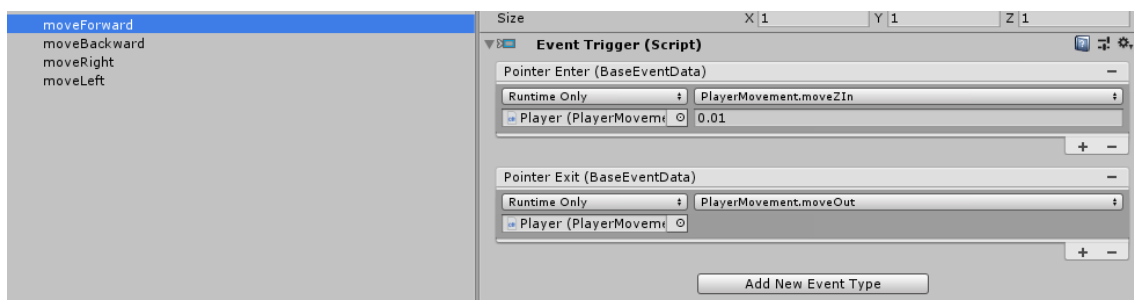 moveForward
moveBackward
moveRight
moveLeft
Size X 1 Y 1 Z 1
Event Trigger (Script)
Pointer Enter (BaseEventData)
Runtime Only PlayerMovement.moveZIn
Player (PlayerMoveme 0.01
Pointer Exit (BaseEventData)
Runtime Only PlayerMovement.moveOut
Player (PlayerMoveme
Add New Event Type